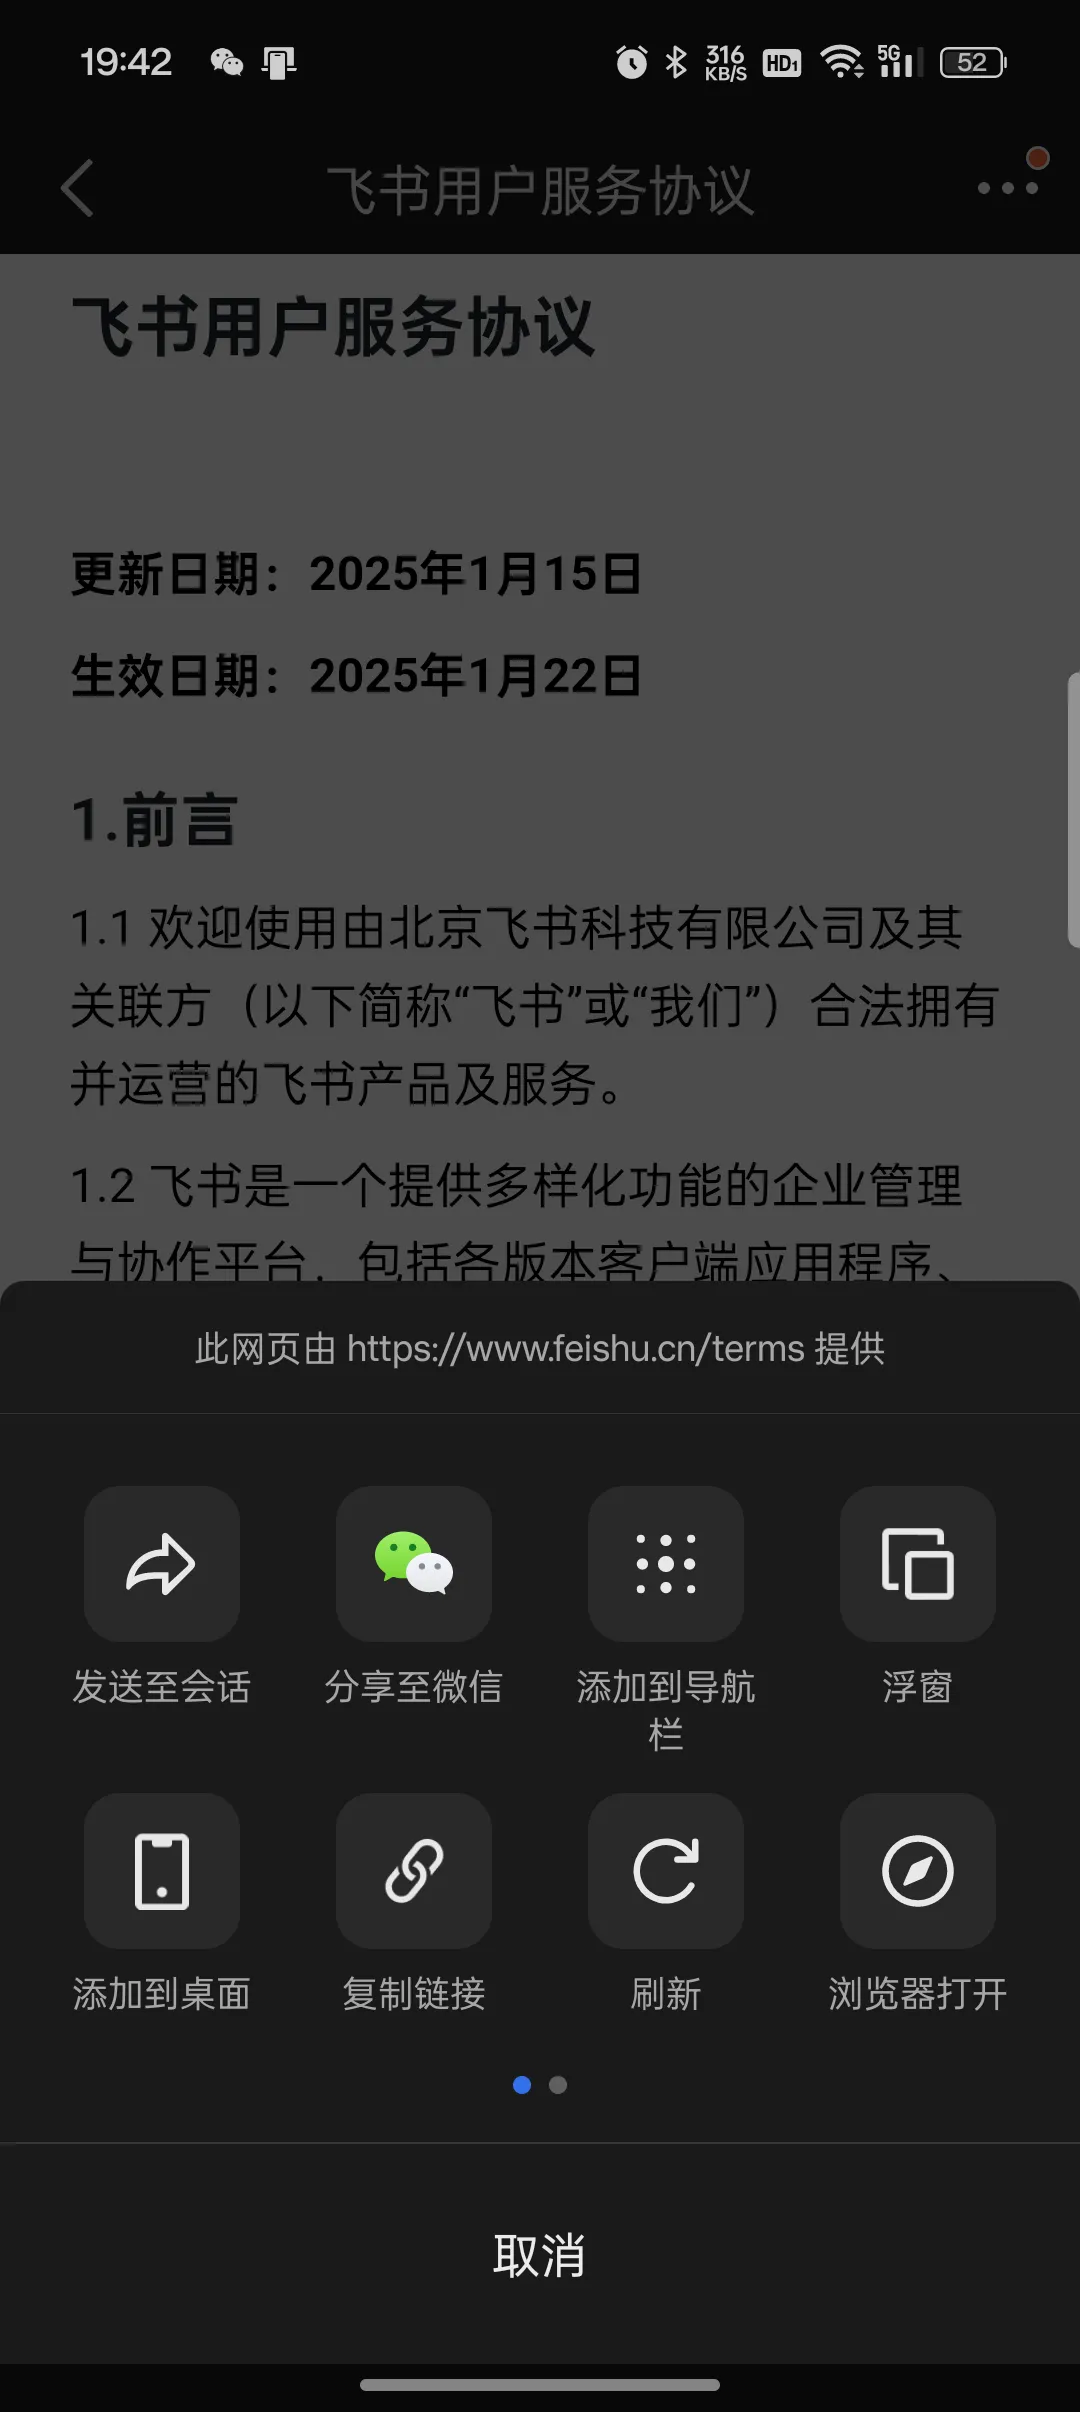 19:42
316 KB/S HD1 5G 52
飞书用户服务协议
飞书用户服务协议
更新日期：2025年1月15日
生效日期：2025年1月22日
1.前言
1.1 欢迎使用由北京飞书科技有限公司及其
关联方（以下简称“飞书”或“我们”）合法拥有
并运营的飞书产品及服务。
1.2 飞书是一个提供多样化功能的企业管理
与协作平台，包括各版本客户端应用程序、
此网页由 https://www.feishu.cn/terms 提供
发送至会话
分享至微信
添加到导航
栏
浮窗
添加到桌面
复制链接
刷新
浏览器打开
取消